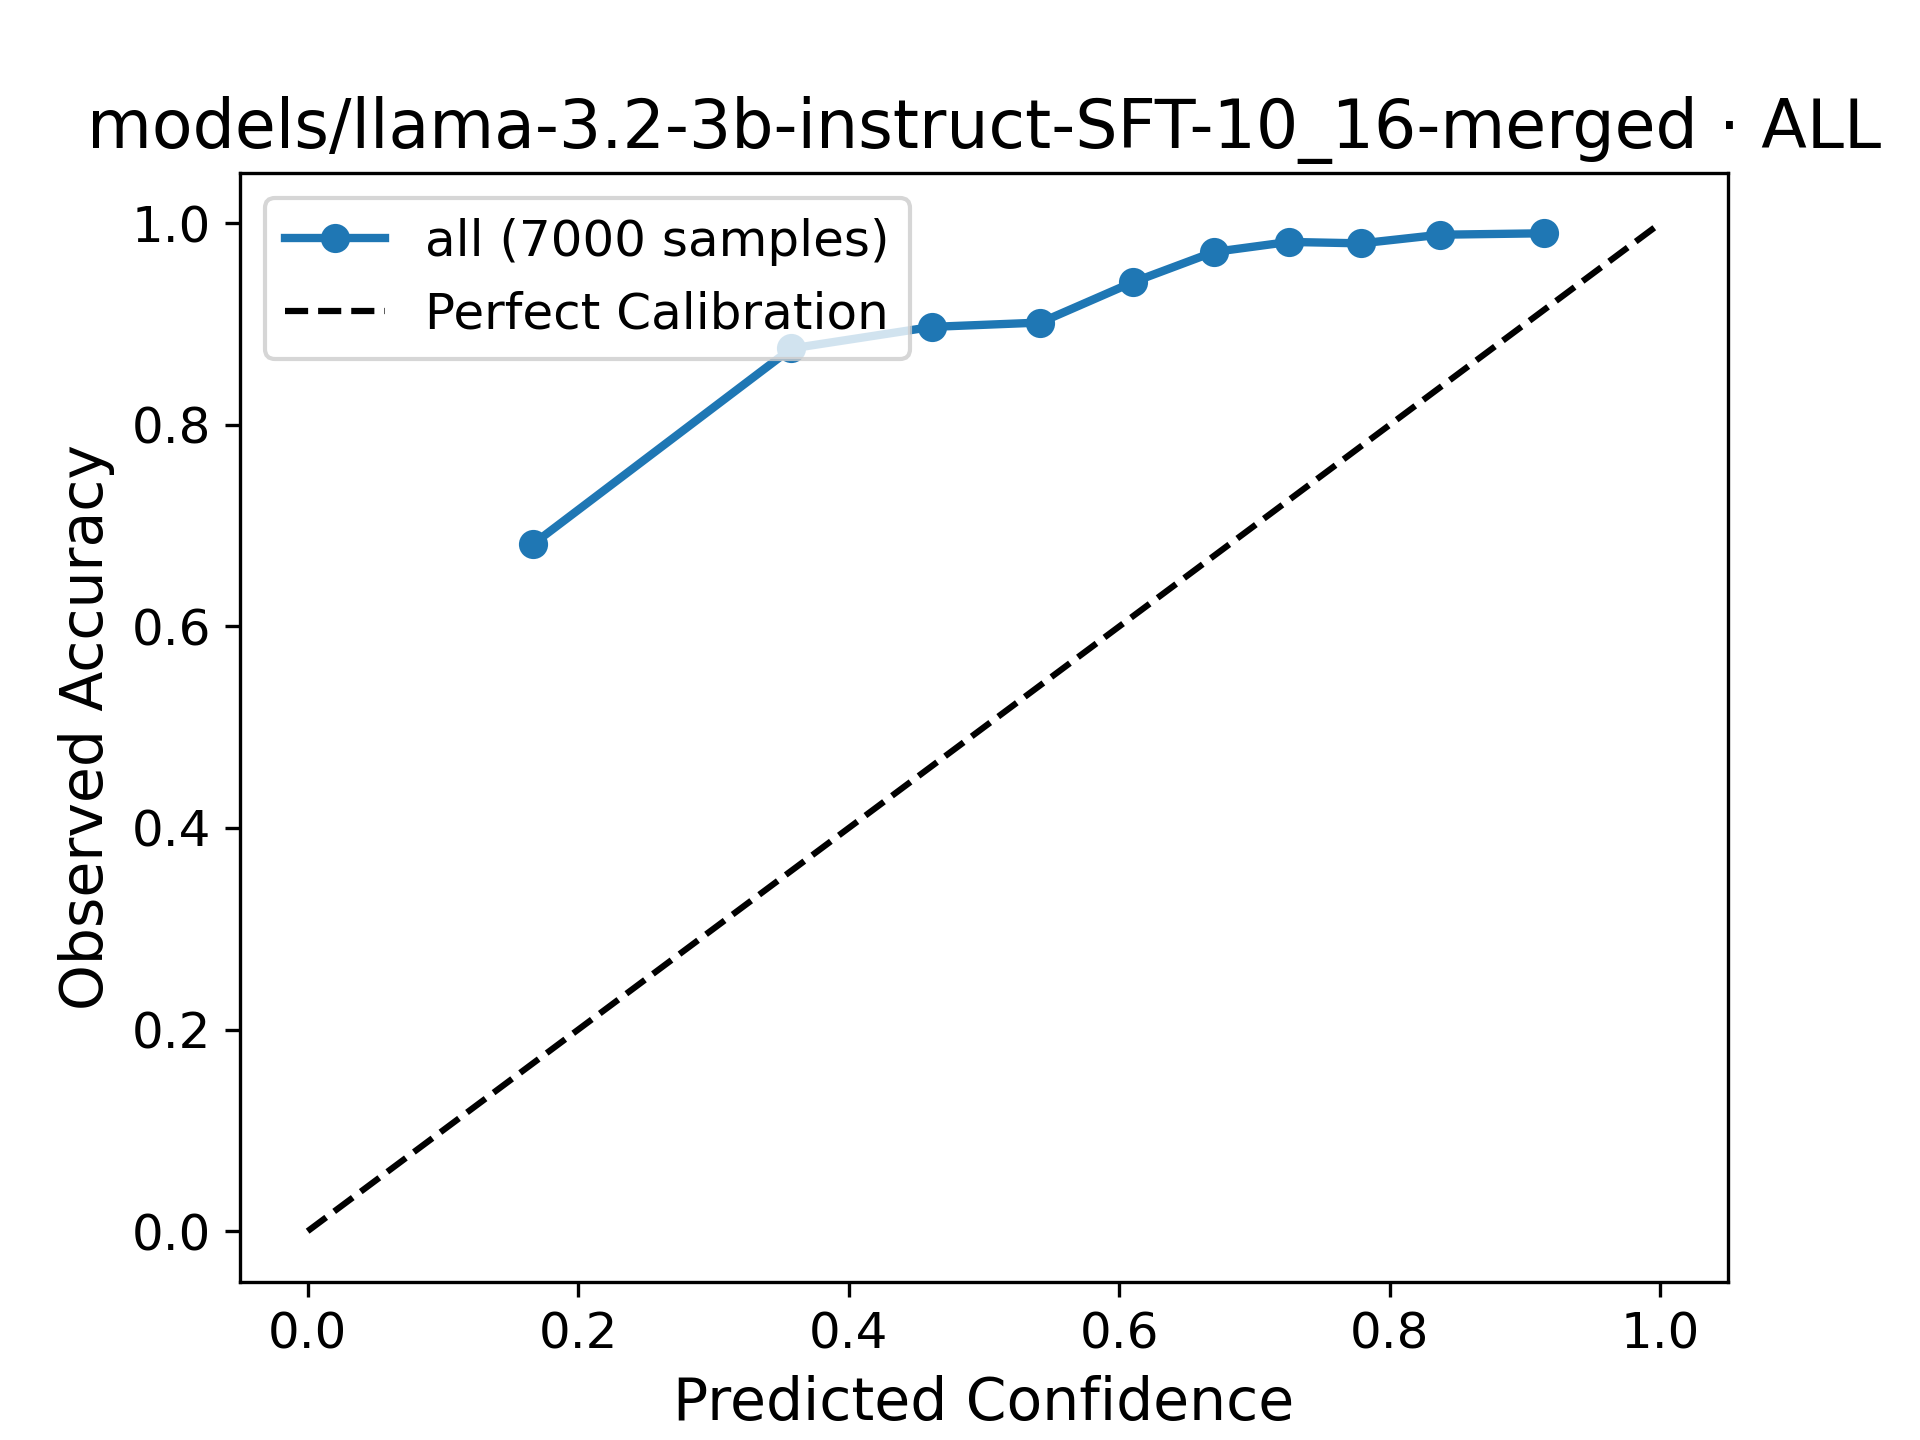 models/llama-3.2-3b-instruct-SFT-10_16-merged · ALL
all (7000 samples)
Perfect Calibration
1.0
0.8
0.6
0.4
0.2
0.0
Observed Accuracy
0.0 0.2 0.4 0.6 0.8 1.0
Predicted Confidence